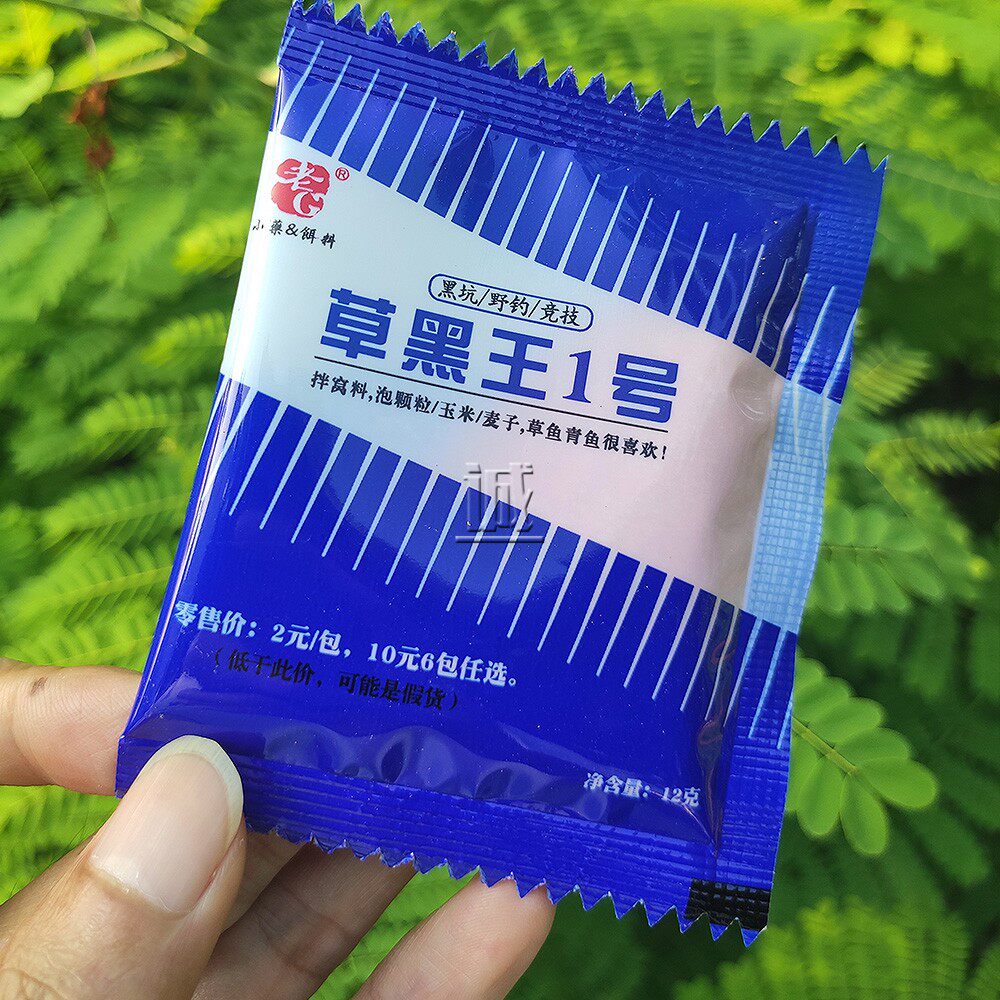 老G®
小藥&餌料
黑坑/野钓/竞技
草黑王1号
拌窝料,泡颗粒/玉米/麦子,草鱼青鱼很喜欢!
诚
零售价：2元/包，10元6包任选。
（低于此价，可能是假货）
净含量：12克